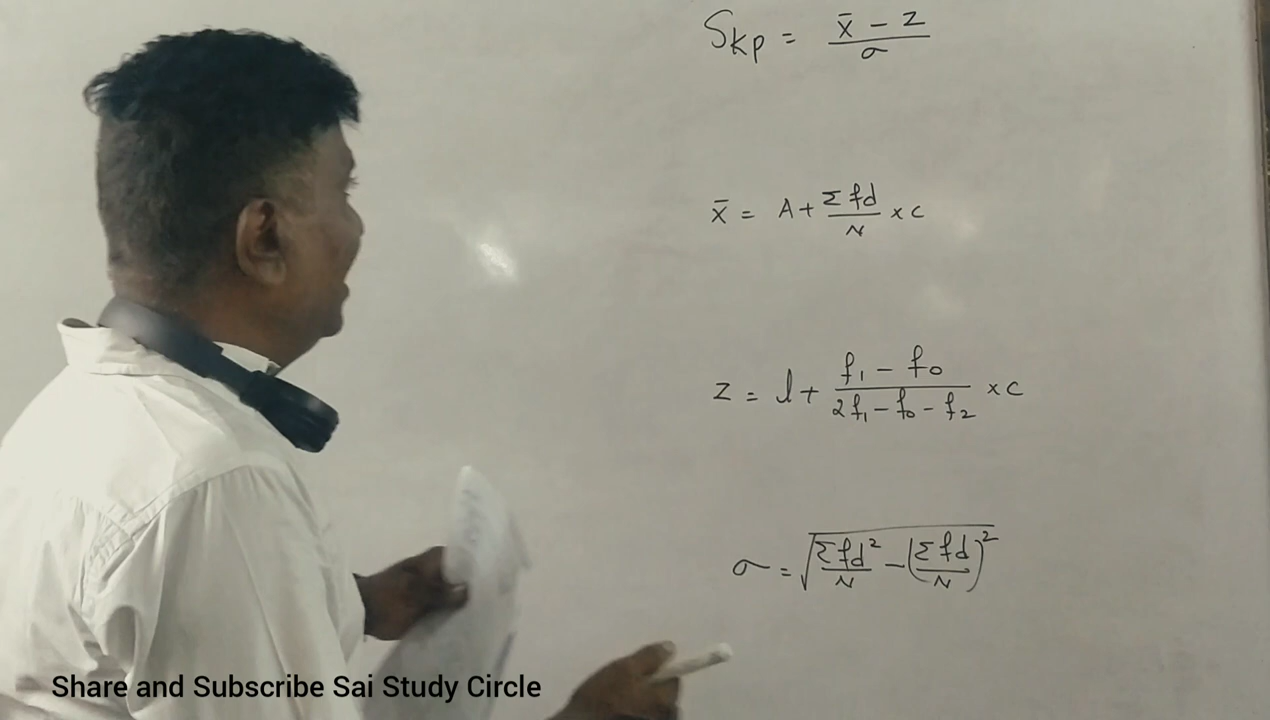 Skp = x̄ - z / σ
x̄ = A + Σfd / N × c
z = l + f₁ - f₀ / 2f₁ - f₀ - f₂ × c
σ = √Σfd² / N - (Σfd / N)²
Share and Subscribe Sai Study Circle